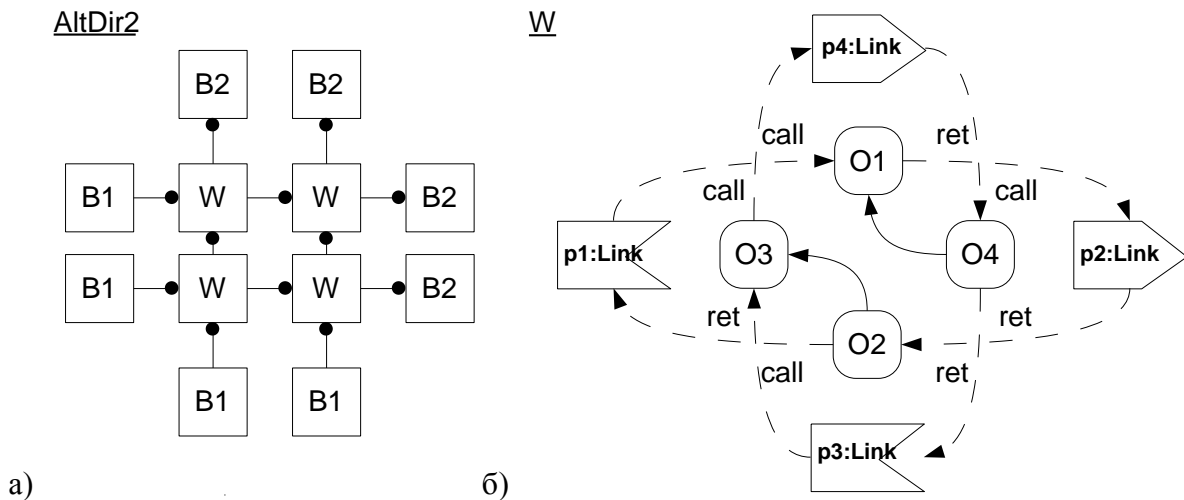 AltDir2
B2 B2
B1 W W B2
B1 W W B2
B1 B1
а)
W
p4:Link
call ret
O1
call call
p1:Link O3 O4 p2:Link
ret ret
O2
call ret
p3:Link
б)